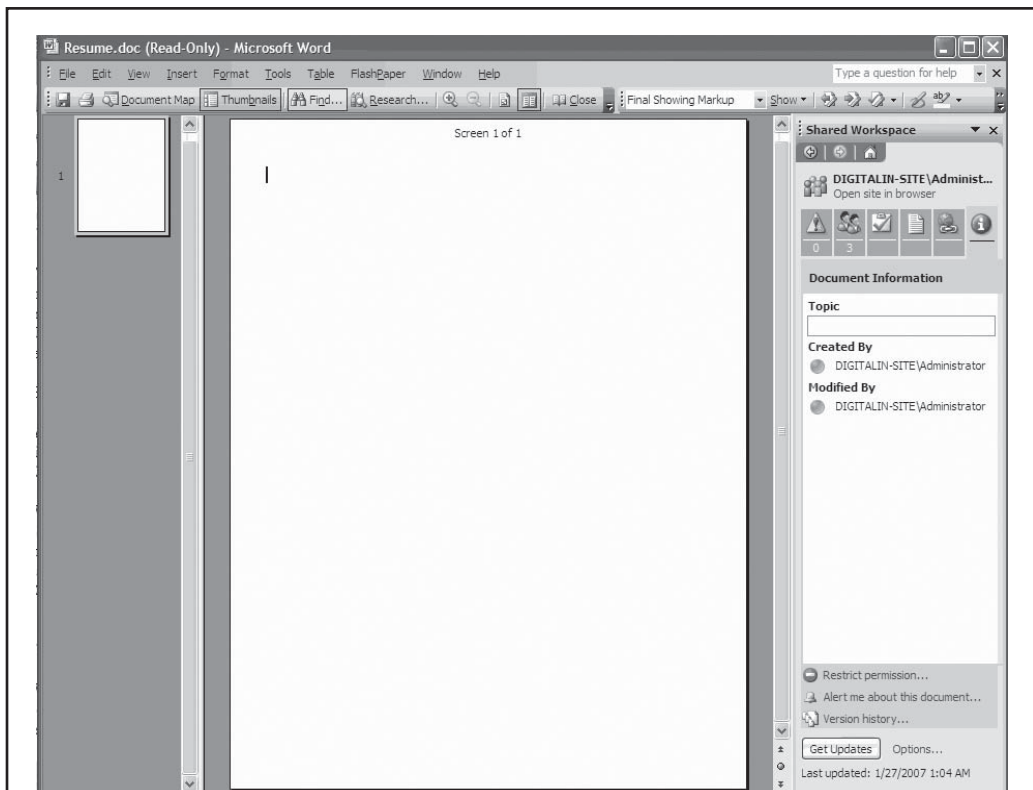 Resume.doc (Read-Only) - Microsoft Word
File Edit View Insert Format Tools Table FlashPaper Window Help Type a question for help
Document Map Thumbnails Find... Research... Close Final Showing Markup Show
Screen 1 of 1
1
Shared Workspace
DIGITALIN-SITE\Administ...
Open site in browser
0 3
Document Information
Topic
Created By
DIGITALIN-SITE\Administrator
Modified By
DIGITALIN-SITE\Administrator
Restrict permission...
Alert me about this document...
Version history...
Get Updates Options...
Last updated: 1/27/2007 1:04 AM